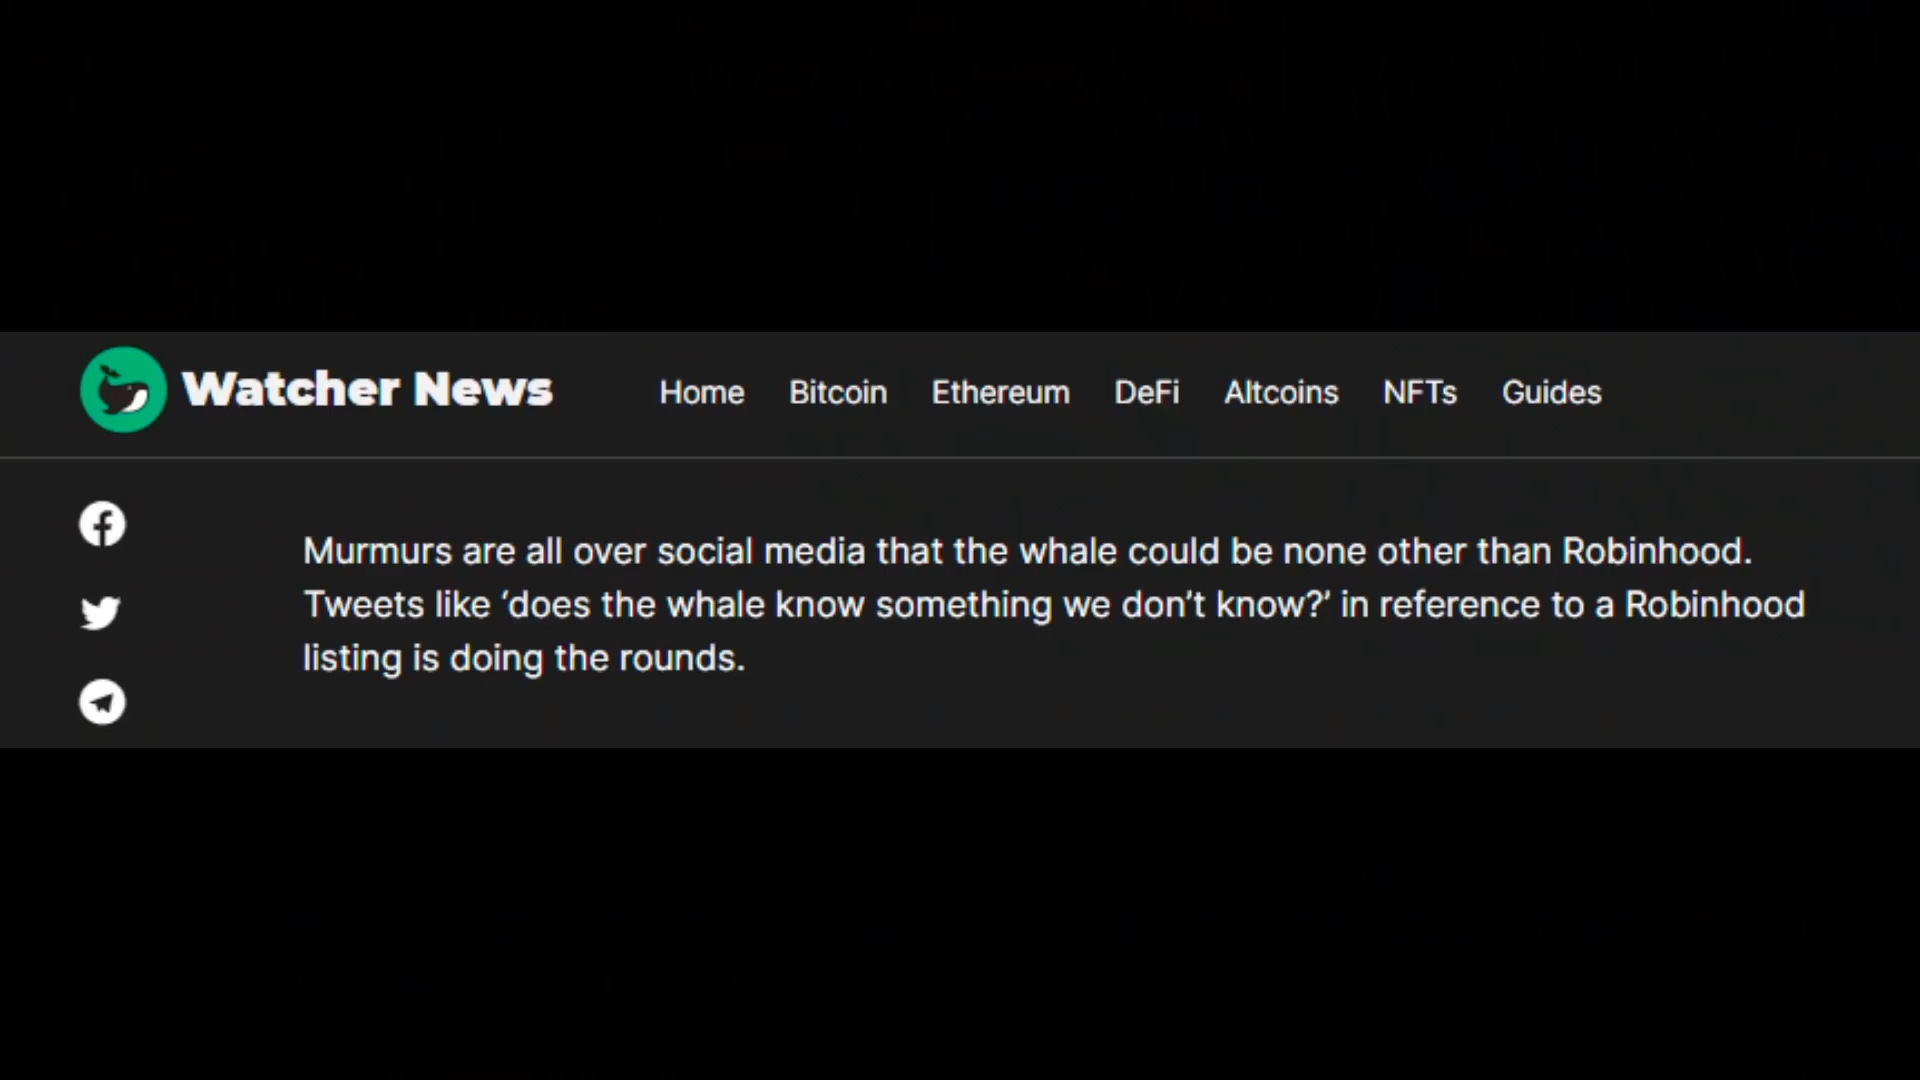 Watcher News
Home Bitcoin Ethereum DeFi Altcoins NFTs Guides
Murmurs are all over social media that the whale could be none other than Robinhood.
Tweets like ‘does the whale know something we don’t know?’ in reference to a Robinhood
listing is doing the rounds.